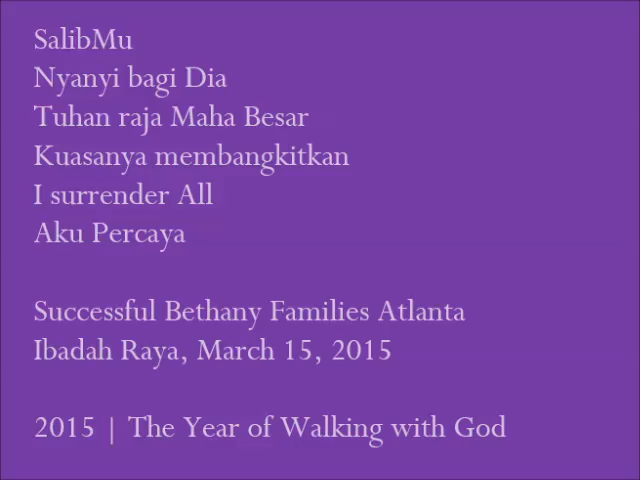 SalibMu
Nyanyi bagi Dia
Tuhan raja Maha Besar
Kuasanya membangkitkan
I surrender All
Aku Percaya
Successful Bethany Families Atlanta
Ibadah Raya, March 15, 2015
2015 | The Year of Walking with God